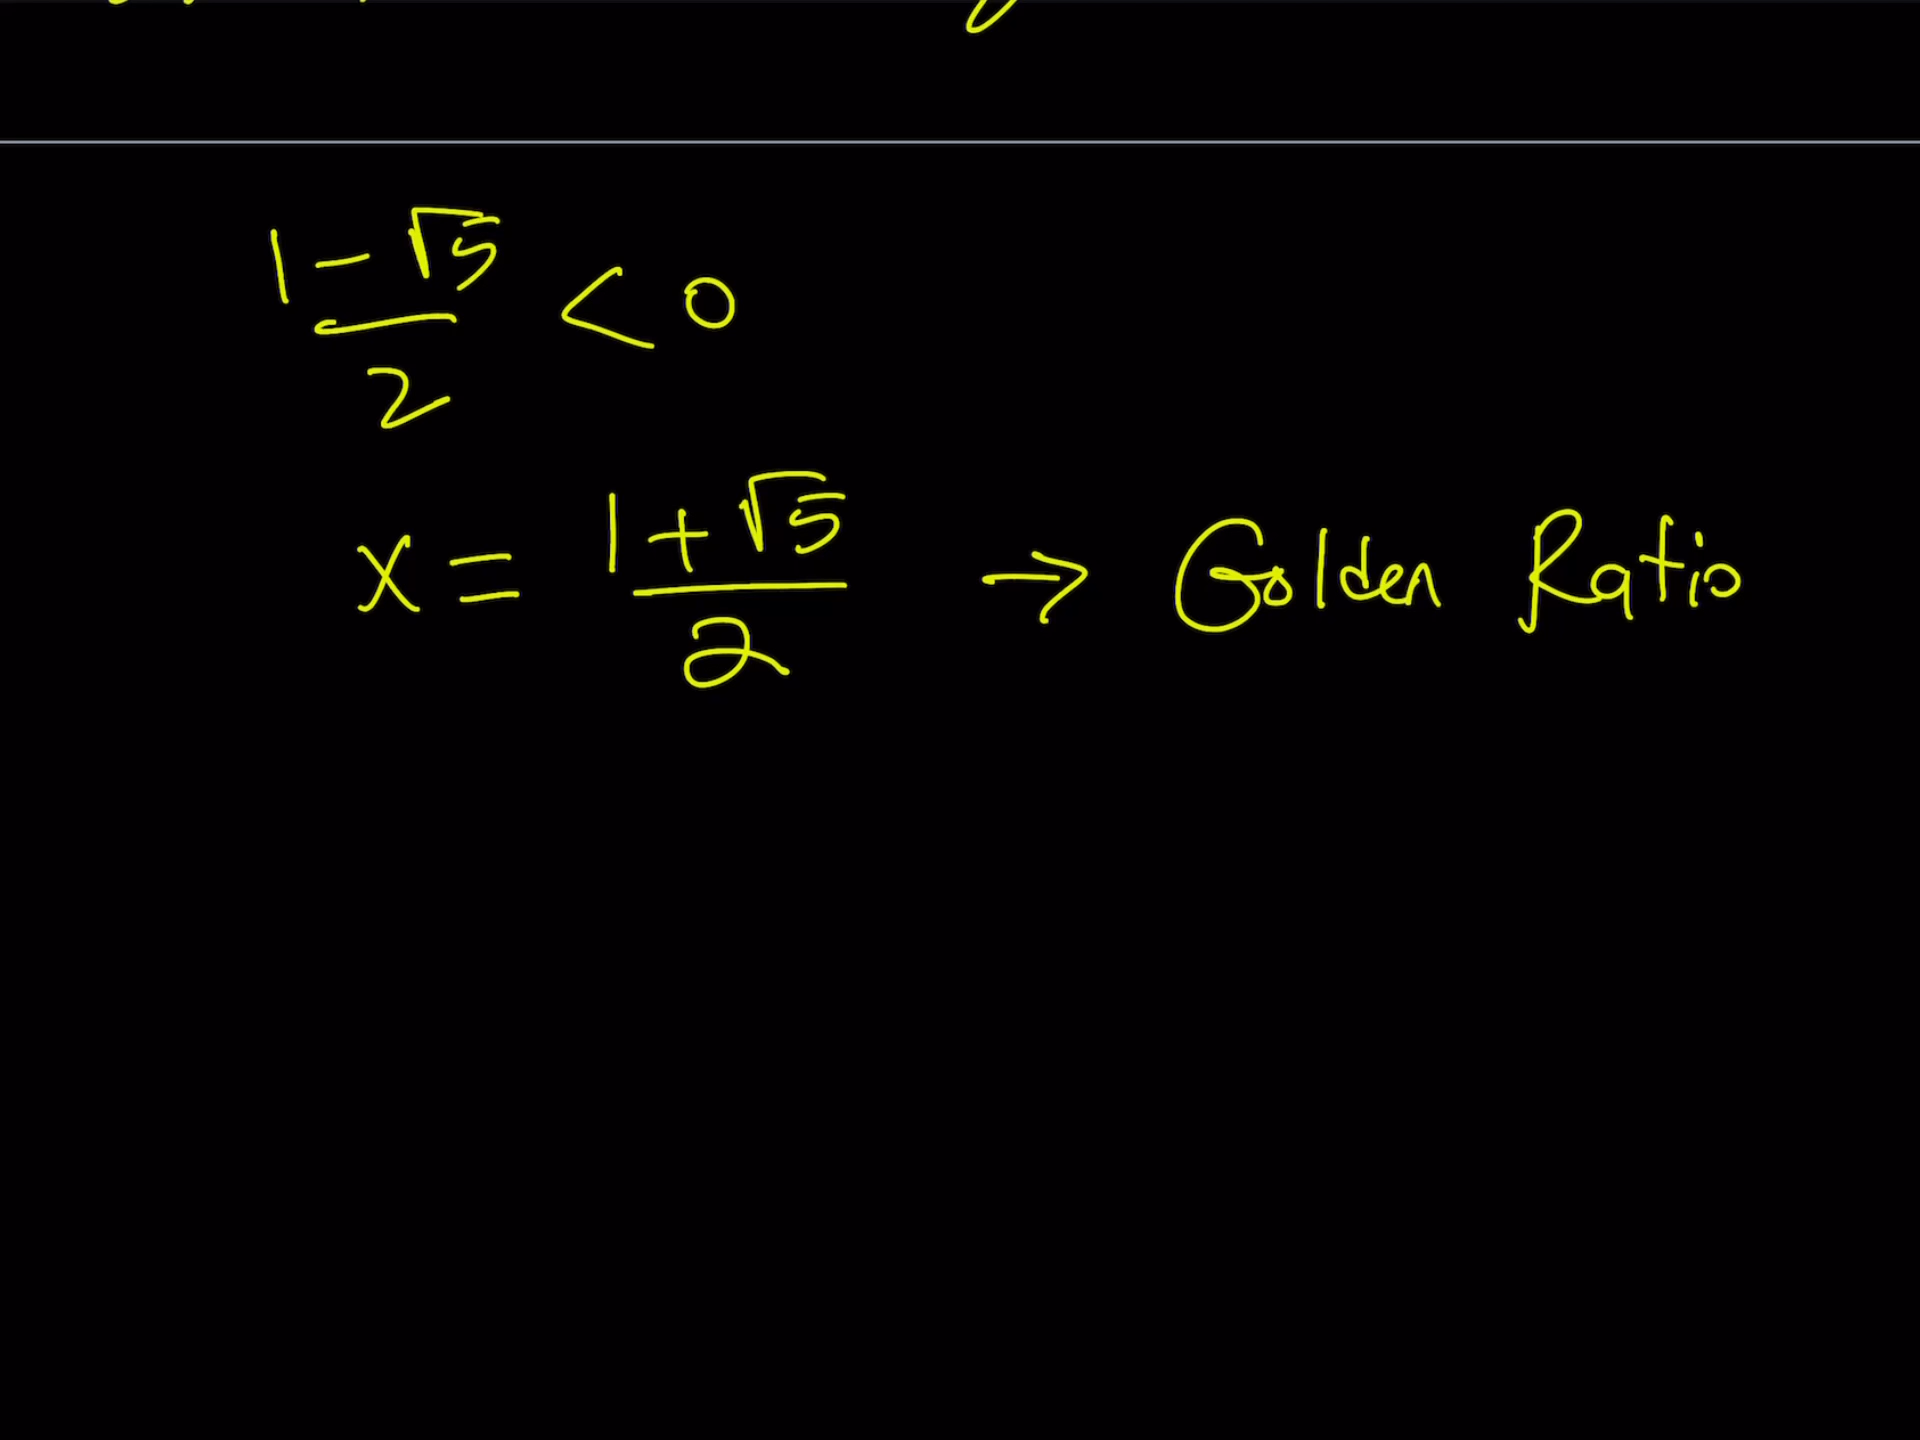 1-√5/2 < 0
x = 1+√5/2 → Golden Ratio